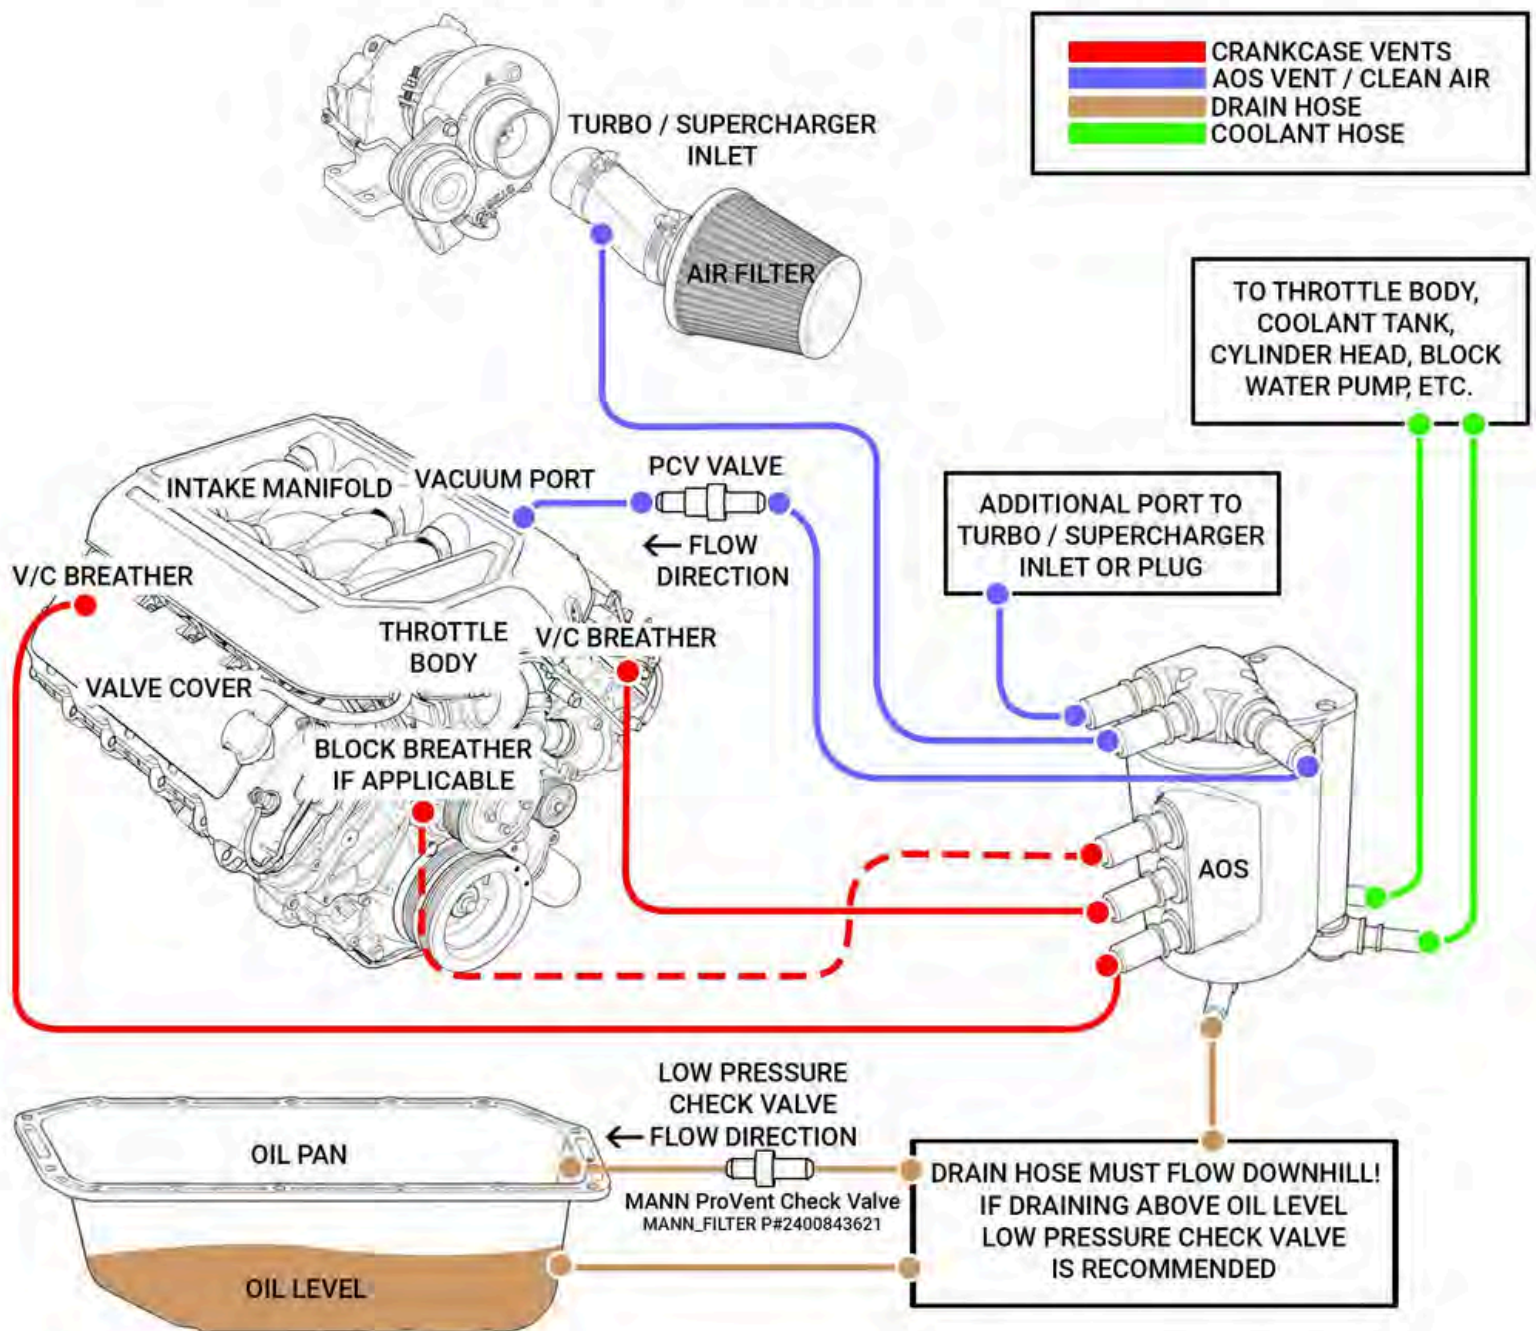 CRANKCASE VENTS
AOS VENT / CLEAN AIR
DRAIN HOSE
COOLANT HOSE
TURBO / SUPERCHARGER
INLET
AIR FILTER
TO THROTTLE BODY,
COOLANT TANK,
CYLINDER HEAD, BLOCK
WATER PUMP, ETC.
INTAKE MANIFOLD
VACUUM PORT
PCV VALVE
← FLOW
DIRECTION
ADDITIONAL PORT TO
TURBO / SUPERCHARGER
INLET OR PLUG
V/C BREATHER
THROTTLE
BODY
V/C BREATHER
VALVE COVER
BLOCK BREATHER
IF APPLICABLE
AOS
LOW PRESSURE
CHECK VALVE
← FLOW DIRECTION
OIL PAN
MANN ProVent Check Valve
MANN_FILTER P#2400843621
DRAIN HOSE MUST FLOW DOWNHILL!
IF DRAINING ABOVE OIL LEVEL
LOW PRESSURE CHECK VALVE
IS RECOMMENDED
OIL LEVEL